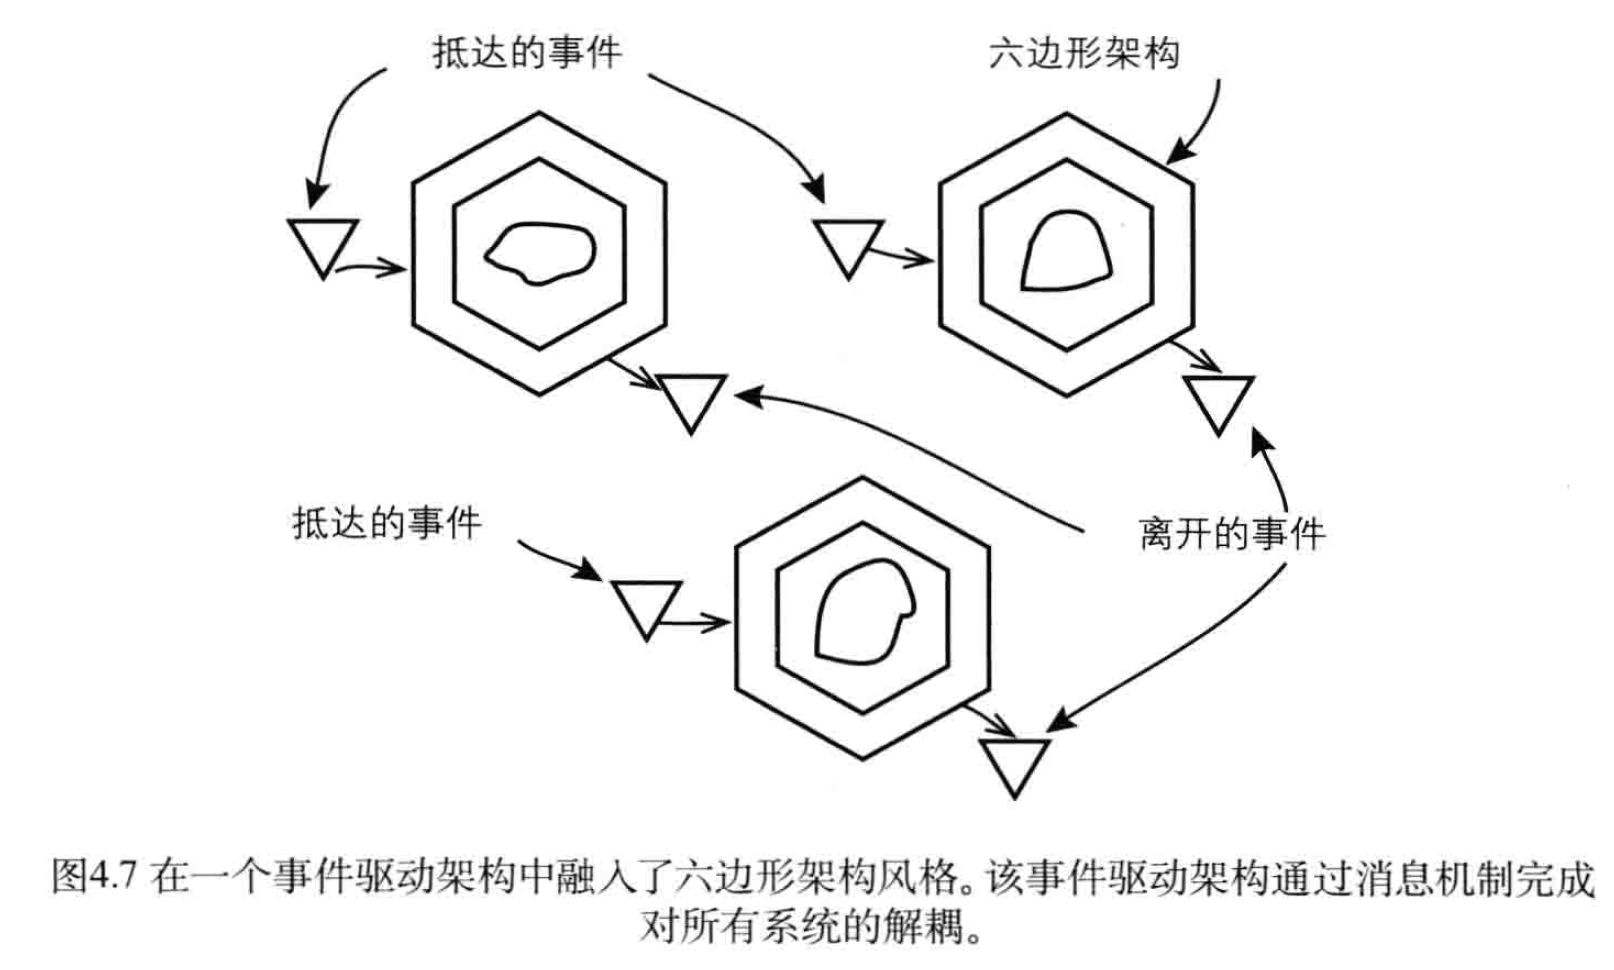 抵达的事件
六边形架构
抵达的事件
离开的事件
图4.7 在一个事件驱动架构中融入了六边形架构风格。该事件驱动架构通过消息机制完成
对所有系统的解耦。